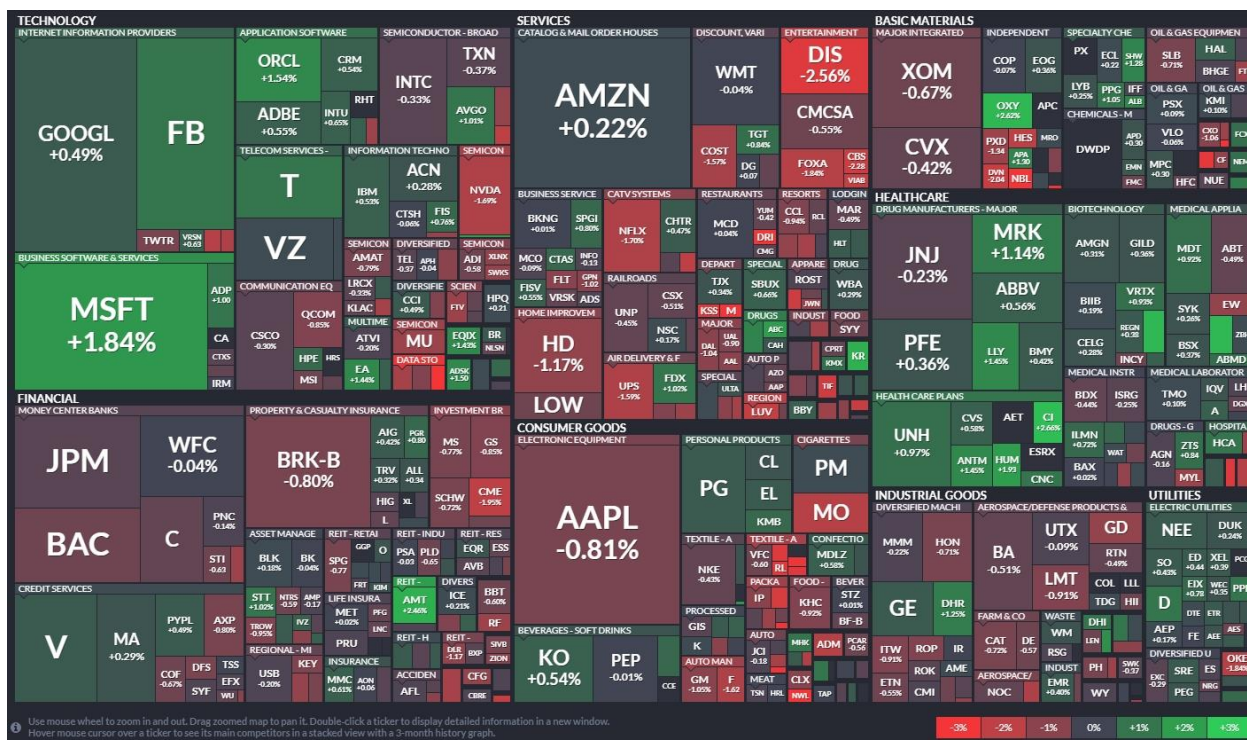 TECHNOLOGY
INTERNET INFORMATION PROVIDERS
GOOGL
+0.49%
FB
TWTR
VRSN
+0.63
BUSINESS SOFTWARE & SERVICES
MSFT
+1.84%
ADP
+1.00
CA
CTXS
IRM
APPLICATION SOFTWARE
ORCL
+1.54%
CRM
+0.54%
ADBE
+0.55%
INTU
+0.65
RHT
TELECOM SERVICES -
T
VZ
COMMUNICATION EQ
CSCO
-0.30%
QCOM
-0.85%
HPE
HRS
MSI
SEMICONDUCTOR - BROAD
INTC
-0.33%
TXN
-0.37%
AVGO
+1.01%
INFORMATION TECHNO
IBM
+0.53%
ACN
+0.28%
CTSH
-0.06%
FIS
+0.76%
SEMICON
NVDA
-1.69%
SEMICON
AMAT
-0.79%
LRCX
-0.33%
KLAC
DIVERSIFIED
TEL
-0.37
APH
-0.04
SEMICON
ADI
-0.58
XLNX
SWKS
DIVERSIFIE
CCI
+0.49%
SCIEN
FTV
HPQ
+0.21
MULTIME
ATVI
-0.20%
EA
+1.44%
SEMICON
MU
DATA STO
EQIX
+1.43%
BR
NLSN
ADSK
+1.50
SERVICES
CATALOG & MAIL ORDER HOUSES
AMZN
+0.22%
DISCOUNT, VARI
WMT
-0.04%
COST
-1.57%
TGT
+0.84%
DG
+0.07
ENTERTAINMENT
DIS
-2.56%
CMCSA
-0.55%
FOXA
-1.84%
CBS
-2.28
VIAB
BUSINESS SERVICE
BKNG
+0.01%
SPGI
+0.80%
MCO
-0.09%
CTAS
INFO
-0.13
FISV
+0.55%
FLT
GPN
-1.02
VRSK
ADS
CATV SYSTEMS
NFLX
-1.70%
CHTR
+0.47%
RESTAURANTS
MCD
+0.04%
YUM
-0.42
DRI
CMG
RESORTS
CCL
-0.94%
RCL
LODGIN
MAR
-0.49%
HLT
RAILROADS
UNP
-0.45%
CSX
-0.51%
NSC
+0.17%
DEPART
TJX
+0.34%
KSS
M
SPECIAL
SBUX
+0.66%
APPARE
ROST
JWN
DRUG
WBA
+0.29%
HOME IMPROVEM
HD
-1.17%
LOW
AIR DELIVERY & F
UPS
-1.59%
FDX
+1.02%
MAJOR
DAL
-1.04
UAL
-0.90
AAL
DRUGS
ABC
CAH
INDUST
CPRT
KMX
FOOD
SYY
KR
SPECIAL
ULTA
AUTO P
AZO
AAP
TIF
REGION
LUV
BBY
BASIC MATERIALS
MAJOR INTEGRATED
XOM
-0.67%
CVX
-0.42%
INDEPENDENT
COP
-0.07%
EOG
+0.36%
OXY
+2.62%
APC
PXD
-1.34
HES
MRO
APA
+1.30
DVN
-2.04
NBL
SPECIALTY CHE
PX
ECL
+0.22
SHW
+1.28
LYB
+0.25%
PPG
+1.05
IFF
ALB
CHEMICALS - M
DWDP
APD
+0.30
EMN
FMC
OIL & GAS EQUIPMEN
SLB
-0.71%
HAL
BHGE
OIL & GA
PSX
+0.09%
OIL & GAS
KMI
+0.10%
VLO
-0.06%
CXO
-1.06
MPC
+0.30
HFC
CF
NUE
HEALTHCARE
DRUG MANUFACTURERS - MAJOR
JNJ
-0.23%
MRK
+1.14%
ABBV
+0.56%
PFE
+0.36%
LLY
+1.45%
BMY
+0.42%
BIOTECHNOLOGY
AMGN
+0.31%
GILD
+0.36%
BIIB
+0.19%
VRTX
+0.93%
CELG
+0.28%
REGN
+0.28
INCY
MEDICAL APPLIA
MDT
+0.92%
ABT
-0.49%
SYK
+0.26%
EW
BSX
+0.37%
ABMD
HEALTH CARE PLANS
UNH
+0.97%
CVS
+0.58%
AET
CI
+2.66%
ANTM
+1.45%
HUM
+1.93
ESRX
CNC
MEDICAL INSTR
BDX
-0.44%
ISRG
-0.25%
ILMN
+0.72%
WAT
BAX
+0.02%
MEDICAL LABORATOR
TMO
+0.10%
IQV
LH
A
DRUGS - G
AGN
-0.16
ZTS
+0.84
MYL
HOSPITA
HCA
FINANCIAL
MONEY CENTER BANKS
JPM
WFC
-0.04%
BAC
C
PNC
-0.14%
STI
-0.63
CREDIT SERVICES
V
MA
+0.29%
PYPL
+0.49%
AXP
-0.80%
COF
-0.67%
DFS
TSS
SYF
EFX
WU
PROPERTY & CASUALTY INSURANCE
BRK-B
-0.80%
AIG
+0.42%
PGR
+0.80
TRV
+0.32%
ALL
+0.34
HIG
XL
L
INVESTMENT BR
MS
-0.77%
GS
-0.85%
SCHW
-0.72%
CME
-1.95%
ASSET MANAGE
BLK
+0.18%
BK
-0.04%
STT
+1.02%
NTRS
-0.59
AMP
-0.17
TROW
-0.95%
IVZ
REIT - RETAI
SPG
-0.77
GGP
O
FRT
KIM
REIT - INDU
PSA
-0.03
PLD
-0.65
REIT - RES
EQR
ESS
AVB
LIFE INSURA
MET
+0.02%
PFG
PRU
LNC
REIT -
AMT
+2.46%
DIVERS
ICE
+0.21%
BBT
-0.60%
RF
REGIONAL - MI
USB
-0.20%
KEY
INSURANCE
MMC
+0.61%
AON
+0.06
REIT - H
REIT -
DLR
-1.17
BXP
SIVB
ZION
ACCIDEN
AFL
CFG
CBRE
CONSUMER GOODS
ELECTRONIC EQUIPMENT
AAPL
-0.81%
BEVERAGES - SOFT DRINKS
KO
+0.54%
PEP
-0.01%
CCE
PERSONAL PRODUCTS
PG
CL
EL
KMB
CIGARETTES
PM
MO
TEXTILE - A
NKE
-0.43%
TEXTILE - A
VFC
-0.60
RL
CONFECTIO
MDLZ
+0.58%
PACKA
IP
FOOD -
KHC
-0.92%
BEVER
STZ
+0.01%
BF-B
PROCESSED
GIS
K
AUTO
JCI
-0.18
MHK
ADM
PCAR
-0.56
AUTO MAN
GM
-1.05%
F
-1.62
MEAT
TSN
HRL
CLX
NWL
TAP
INDUSTRIAL GOODS
DIVERSIFIED MACHI
MMM
-0.22%
HON
-0.71%
GE
DHR
+1.25%
ITW
-0.91%
ROP
IR
ETN
-0.55%
ROK
AME
CMI
AEROSPACE/DEFENSE PRODUCTS &
BA
-0.51%
UTX
-0.09%
GD
LMT
-0.91%
RTN
-0.49%
COL
LLL
TDG
HII
FARM & CO
CAT
-0.72%
DE
-0.57
WASTE
WM
RSG
DHI
LEN
AEROSPACE/
NOC
INDUST
EMR
+0.40%
PH
SWK
-0.37
WY
UTILITIES
ELECTRIC UTILITIES
NEE
DUK
+0.24%
SO
+0.43%
ED
+0.44
XEL
+0.39
D
EIX
+0.78
WEC
+0.35
DTE
ETR
AEP
+0.17%
FE
AEE
AES
DIVERSIFIED U
EXC
-0.29
SRE
ES
OKE
-1.84%
PEG
NRG
Use mouse wheel to zoom in and out. Drag zoomed map to pan it. Double-click a ticker to display detailed information in a new window.
Hover mouse cursor over a ticker to see its main competitors in a stacked view with a 3-month history graph.
-3%
-2%
-1%
0%
+1%
+2%
+3%